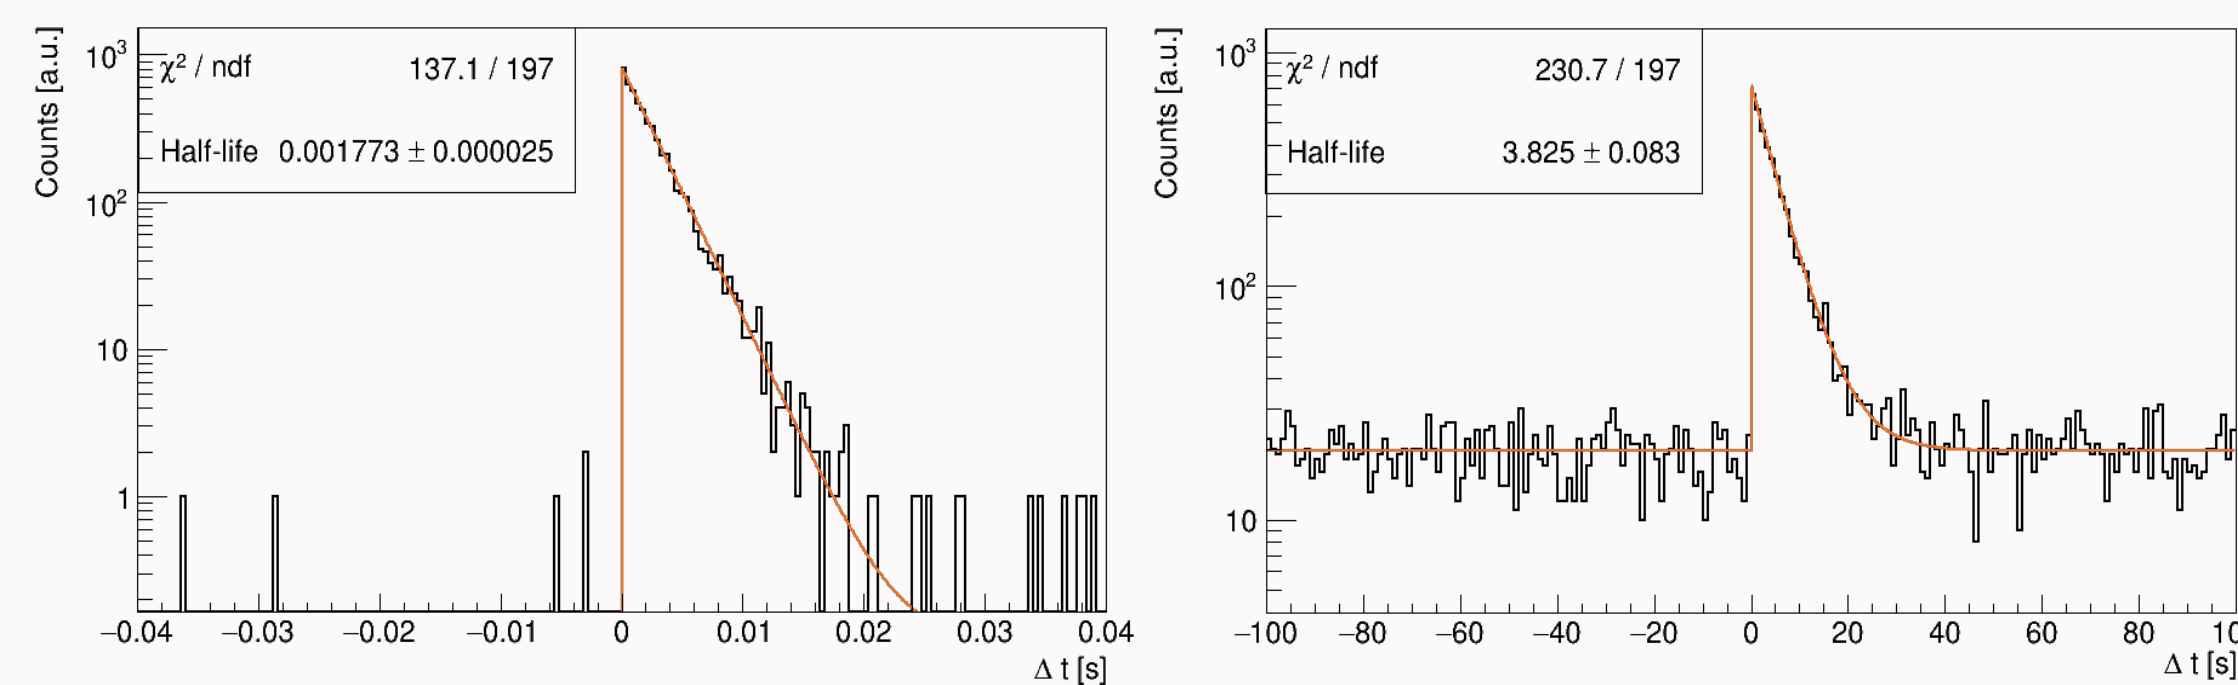 Counts [a.u.]
10³
10²
10
1
χ² / ndf 137.1 / 197
Half-life 0.001773 ± 0.000025
−0.04 −0.03 −0.02 −0.01 0 0.01 0.02 0.03 0.04
Δ t [s]
Counts [a.u.]
10³
10²
10
χ² / ndf 230.7 / 197
Half-life 3.825 ± 0.083
−100 −80 −60 −40 −20 0 20 40 60 80
Δ t [s]